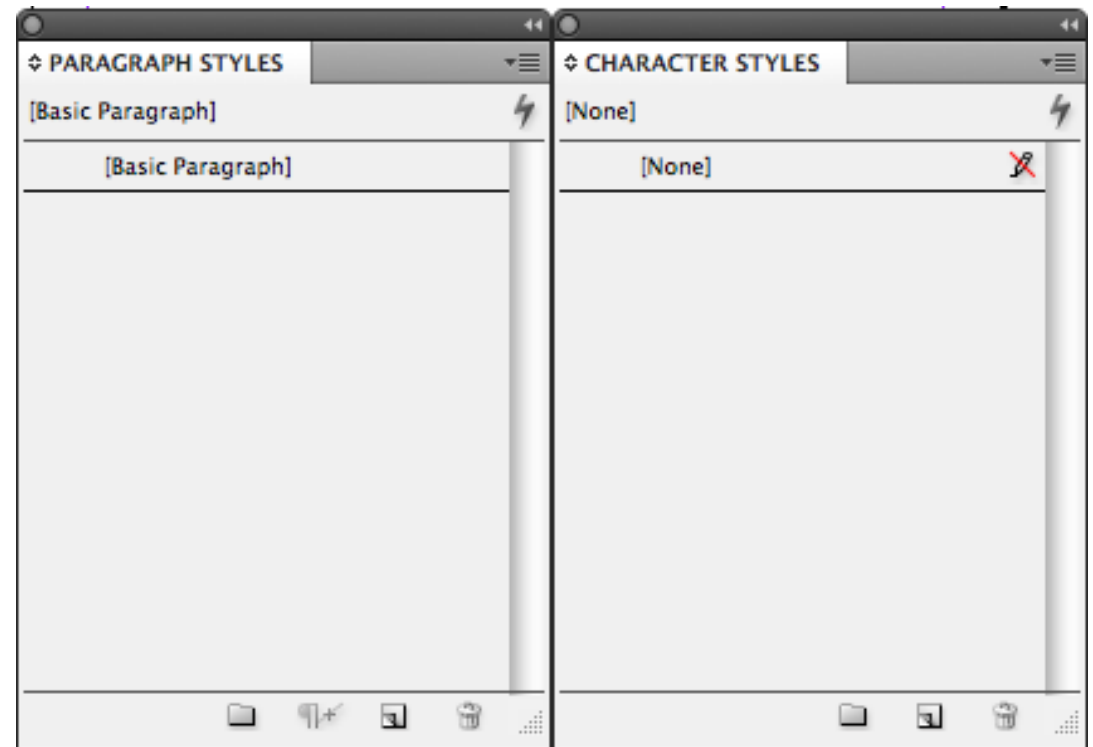 PARAGRAPH STYLES
[Basic Paragraph]
[Basic Paragraph]
CHARACTER STYLES
[None]
[None]